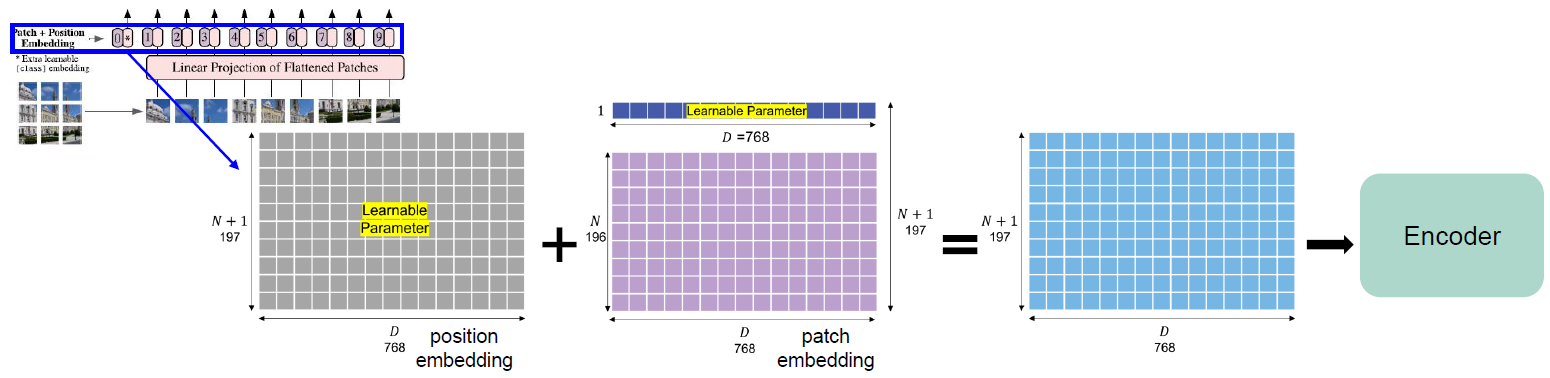 Patch + Position
Embedding
0 * 1 2 3 4 5 6 7 8 9
* Extra learnable
[class] embedding
Linear Projection of Flattened Patches
1
Learnable Parameter
D =768
N + 1
197
Learnable
Parameter
D
768
position
embedding
+
N
196
D
768
patch
embedding
N + 1
197
=
N + 1
197
D
768
Encoder